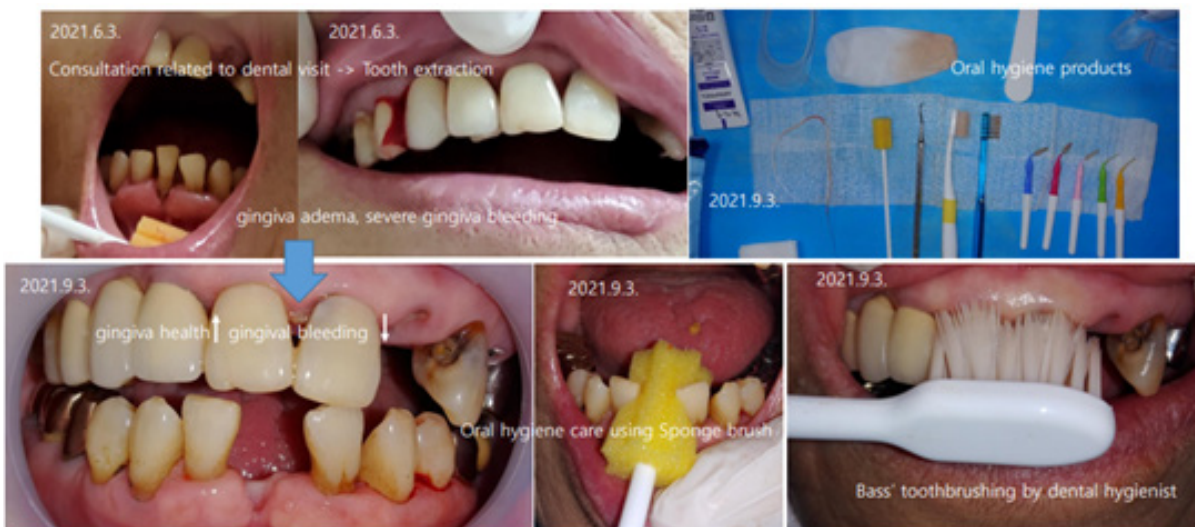 2021.6.3.
2021.6.3.
Consultation related to dental visit -> Tooth extraction
Oral hygiene products
2021.9.3.
gingiva adema, severe gingiva bleeding
2021.9.3.
gingiva health↑ gingival bleeding↓
2021.9.3.
Oral hygiene care using Sponge brush
2021.9.3.
Bass' toothbrushing by dental hygienist